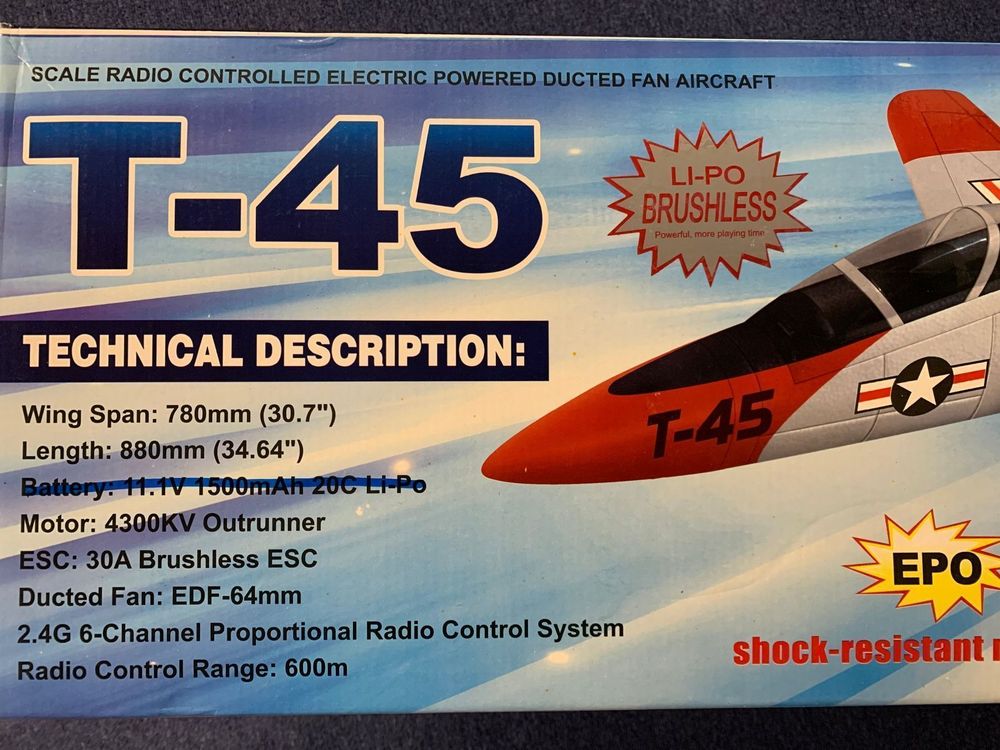 SCALE RADIO CONTROLLED ELECTRIC POWERED DUCTED FAN AIRCRAFT
T-45
LI-PO
BRUSHLESS
Powerful, more playing time
TECHNICAL DESCRIPTION:
Wing Span: 780mm (30.7")
Length: 880mm (34.64")
Battery: 11.1V 1500mAh 20C Li-Po
Motor: 4300KV Outrunner
ESC: 30A Brushless ESC
Ducted Fan: EDF-64mm
2.4G 6-Channel Proportional Radio Control System
Radio Control Range: 600m
T-45
EPO
shock-resistant